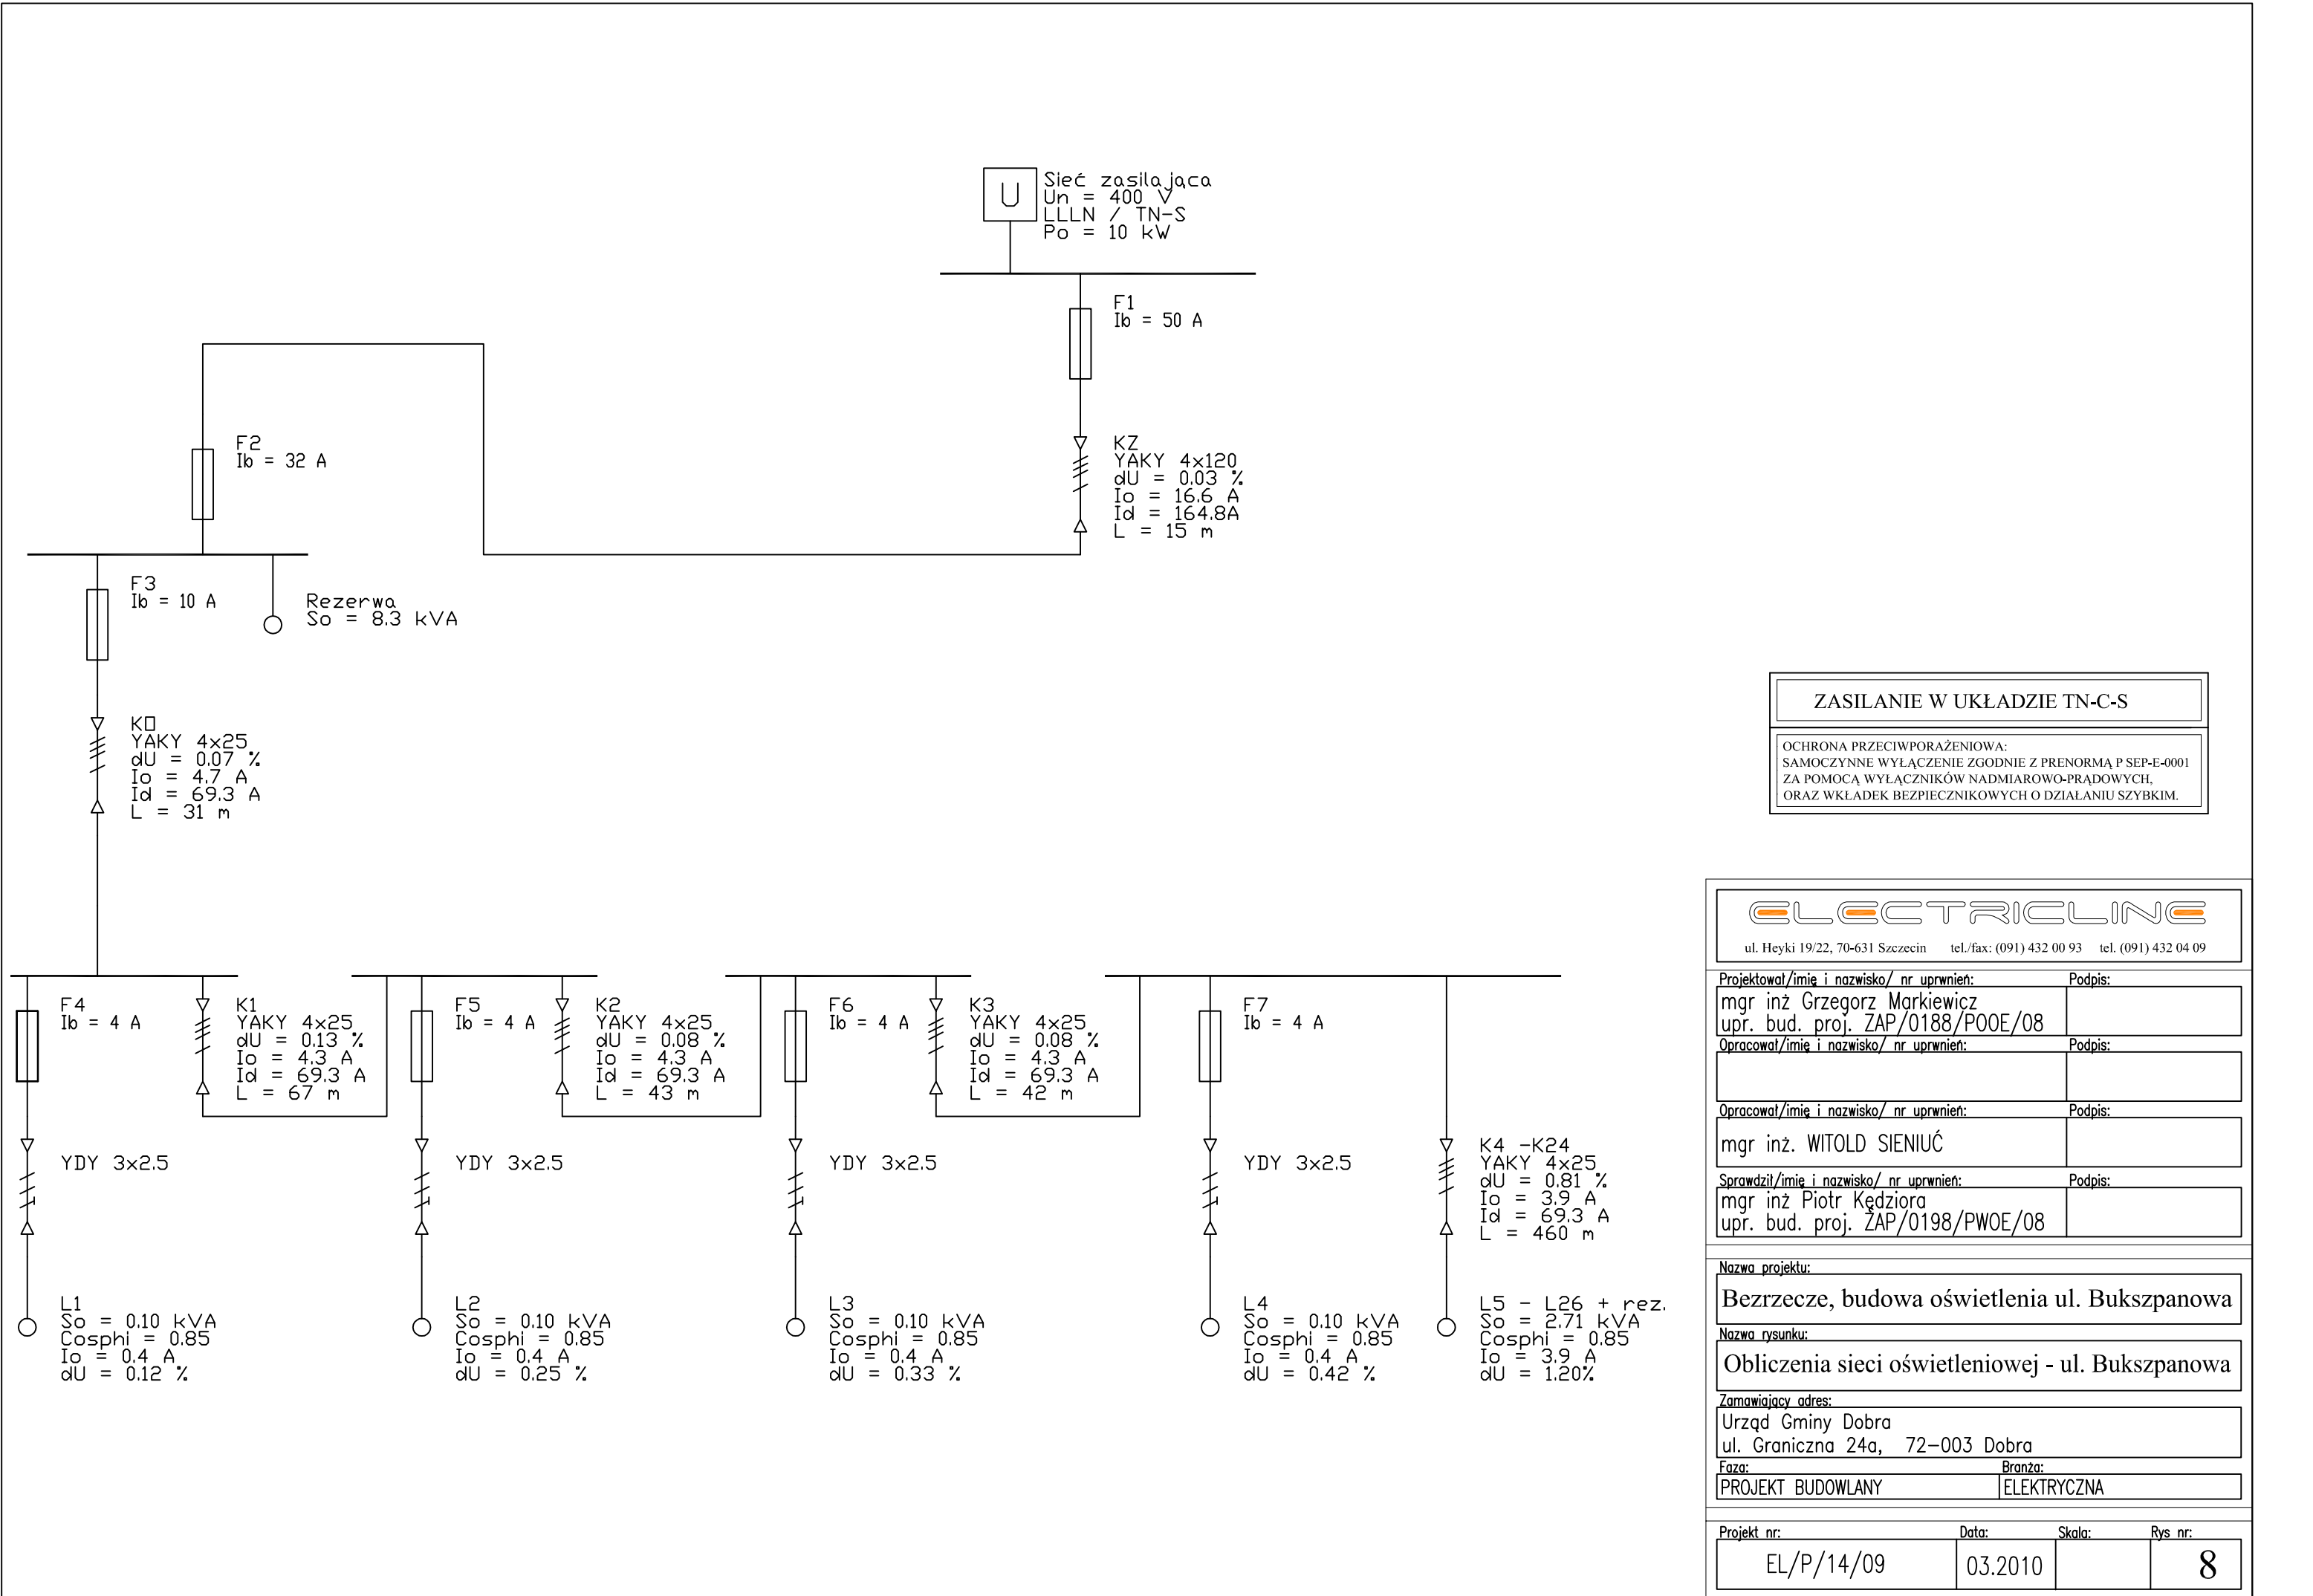 U
Sieć zasilająca
Un = 400 V
LLLN / TN-S
Po = 10 kW
F1
Ib = 50 A
F2
Ib = 32 A
KZ
YAKY 4x120
dU = 0.03 %
Io = 16.6 A
Id = 164.8A
L = 15 m
F3
Ib = 10 A
Rezerwa
So = 8.3 kVA
K0
YAKY 4x25
dU = 0.07 %
Io = 4.7 A
Id = 69.3 A
L = 31 m
F4
Ib = 4 A
K1
YAKY 4x25
dU = 0.13 %
Io = 4.3 A
Id = 69.3 A
L = 67 m
F5
Ib = 4 A
K2
YAKY 4x25
dU = 0.08 %
Io = 4.3 A
Id = 69.3 A
L = 43 m
F6
Ib = 4 A
K3
YAKY 4x25
dU = 0.08 %
Io = 4.3 A
Id = 69.3 A
L = 42 m
F7
Ib = 4 A
YDY 3x2.5
YDY 3x2.5
YDY 3x2.5
YDY 3x2.5
K4 -K24
YAKY 4x25
dU = 0.81 %
Io = 3.9 A
Id = 69.3 A
L = 460 m
L1
So = 0.10 kVA
Cosphi = 0.85
Io = 0.4 A
dU = 0.12 %
L2
So = 0.10 kVA
Cosphi = 0.85
Io = 0.4 A
dU = 0.25 %
L3
So = 0.10 kVA
Cosphi = 0.85
Io = 0.4 A
dU = 0.33 %
L4
So = 0.10 kVA
Cosphi = 0.85
Io = 0.4 A
dU = 0.42 %
L5 - L26 + rez.
So = 2.71 kVA
Cosphi = 0.85
Io = 3.9 A
dU = 1.20%
ZASILANIE W UKŁADZIE TN-C-S
OCHRONA PRZECIWPORAŻENIOWA:
SAMOCZYNNE WYŁĄCZENIE ZGODNIE Z PRENORMĄ P SEP-E-0001
ZA POMOCĄ WYŁĄCZNIKÓW NADMIAROWO-PRĄDOWYCH,
ORAZ WKŁADEK BEZPIECZNIKOWYCH O DZIAŁANIU SZYBKIM.
ELECTRICLINE
ul. Heyki 19/22, 70-631 Szczecin tel./fax: (091) 432 00 93 tel. (091) 432 04 09
Projektował/imię i nazwisko/ nr uprwnień: Podpis:
mgr inż Grzegorz Markiewicz
upr. bud. proj. ZAP/0188/POOE/08
Opracował/imię i nazwisko/ nr uprwnień: Podpis:
Opracował/imię i nazwisko/ nr uprwnień: Podpis:
mgr inż. WITOLD SIENIUĆ
Sprawdził/imię i nazwisko/ nr uprwnień: Podpis:
mgr inż Piotr Kędziora
upr. bud. proj. ZAP/0198/PWOE/08
Nazwa projektu:
Bezrzecze, budowa oświetlenia ul. Bukszpanowa
Nazwa rysunku:
Obliczenia sieci oświetleniowej - ul. Bukszpanowa
Zamawiający adres:
Urząd Gminy Dobra
ul. Graniczna 24a, 72-003 Dobra
Faza: Branża:
PROJEKT BUDOWLANY ELEKTRYCZNA
Projekt nr: Data: Skala: Rys nr:
EL/P/14/09 03.2010 8